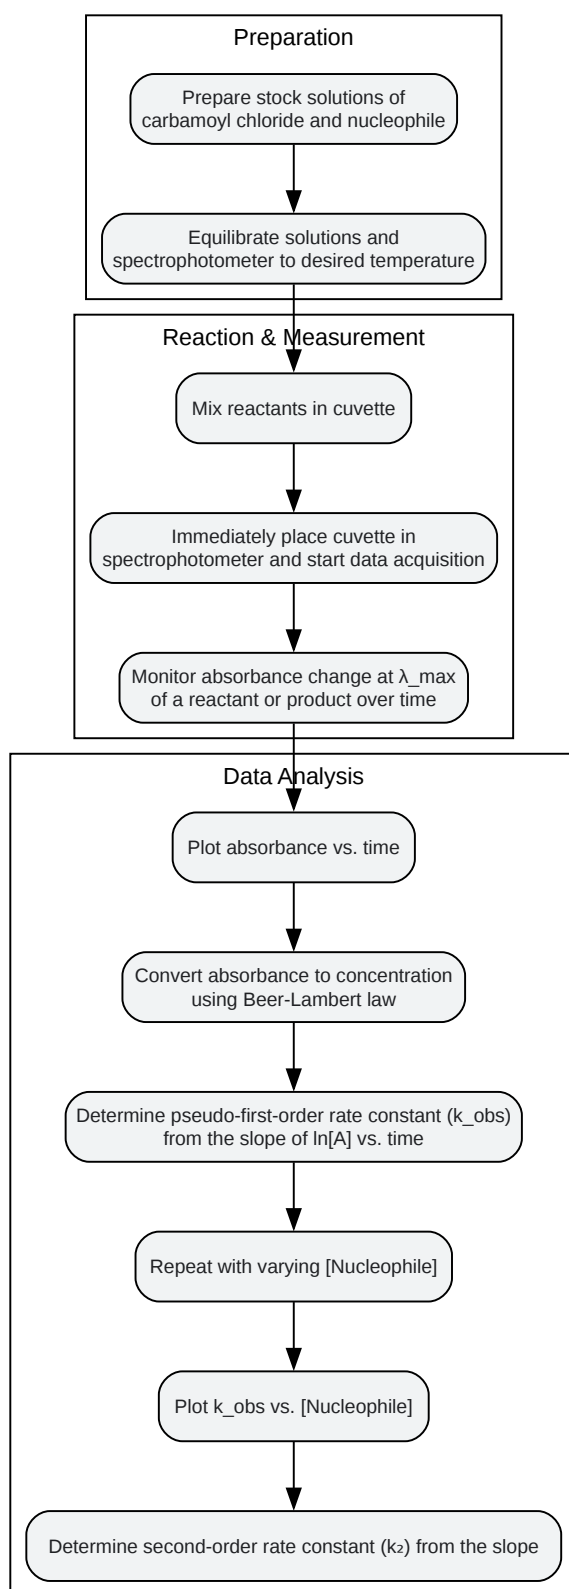 Preparation
Prepare stock solutions of
carbamoyl chloride and nucleophile
Equilibrate solutions and
spectrophotometer to desired temperature
Reaction & Measurement
Mix reactants in cuvette
Immediately place cuvette in
spectrophotometer and start data acquisition
Monitor absorbance change at λ_max
of a reactant or product over time
Data Analysis
Plot absorbance vs. time
Convert absorbance to concentration
using Beer-Lambert law
Determine pseudo-first-order rate constant (k_obs)
from the slope of ln[A] vs. time
Repeat with varying [Nucleophile]
Plot k_obs vs. [Nucleophile]
Determine second-order rate constant (k₂) from the slope